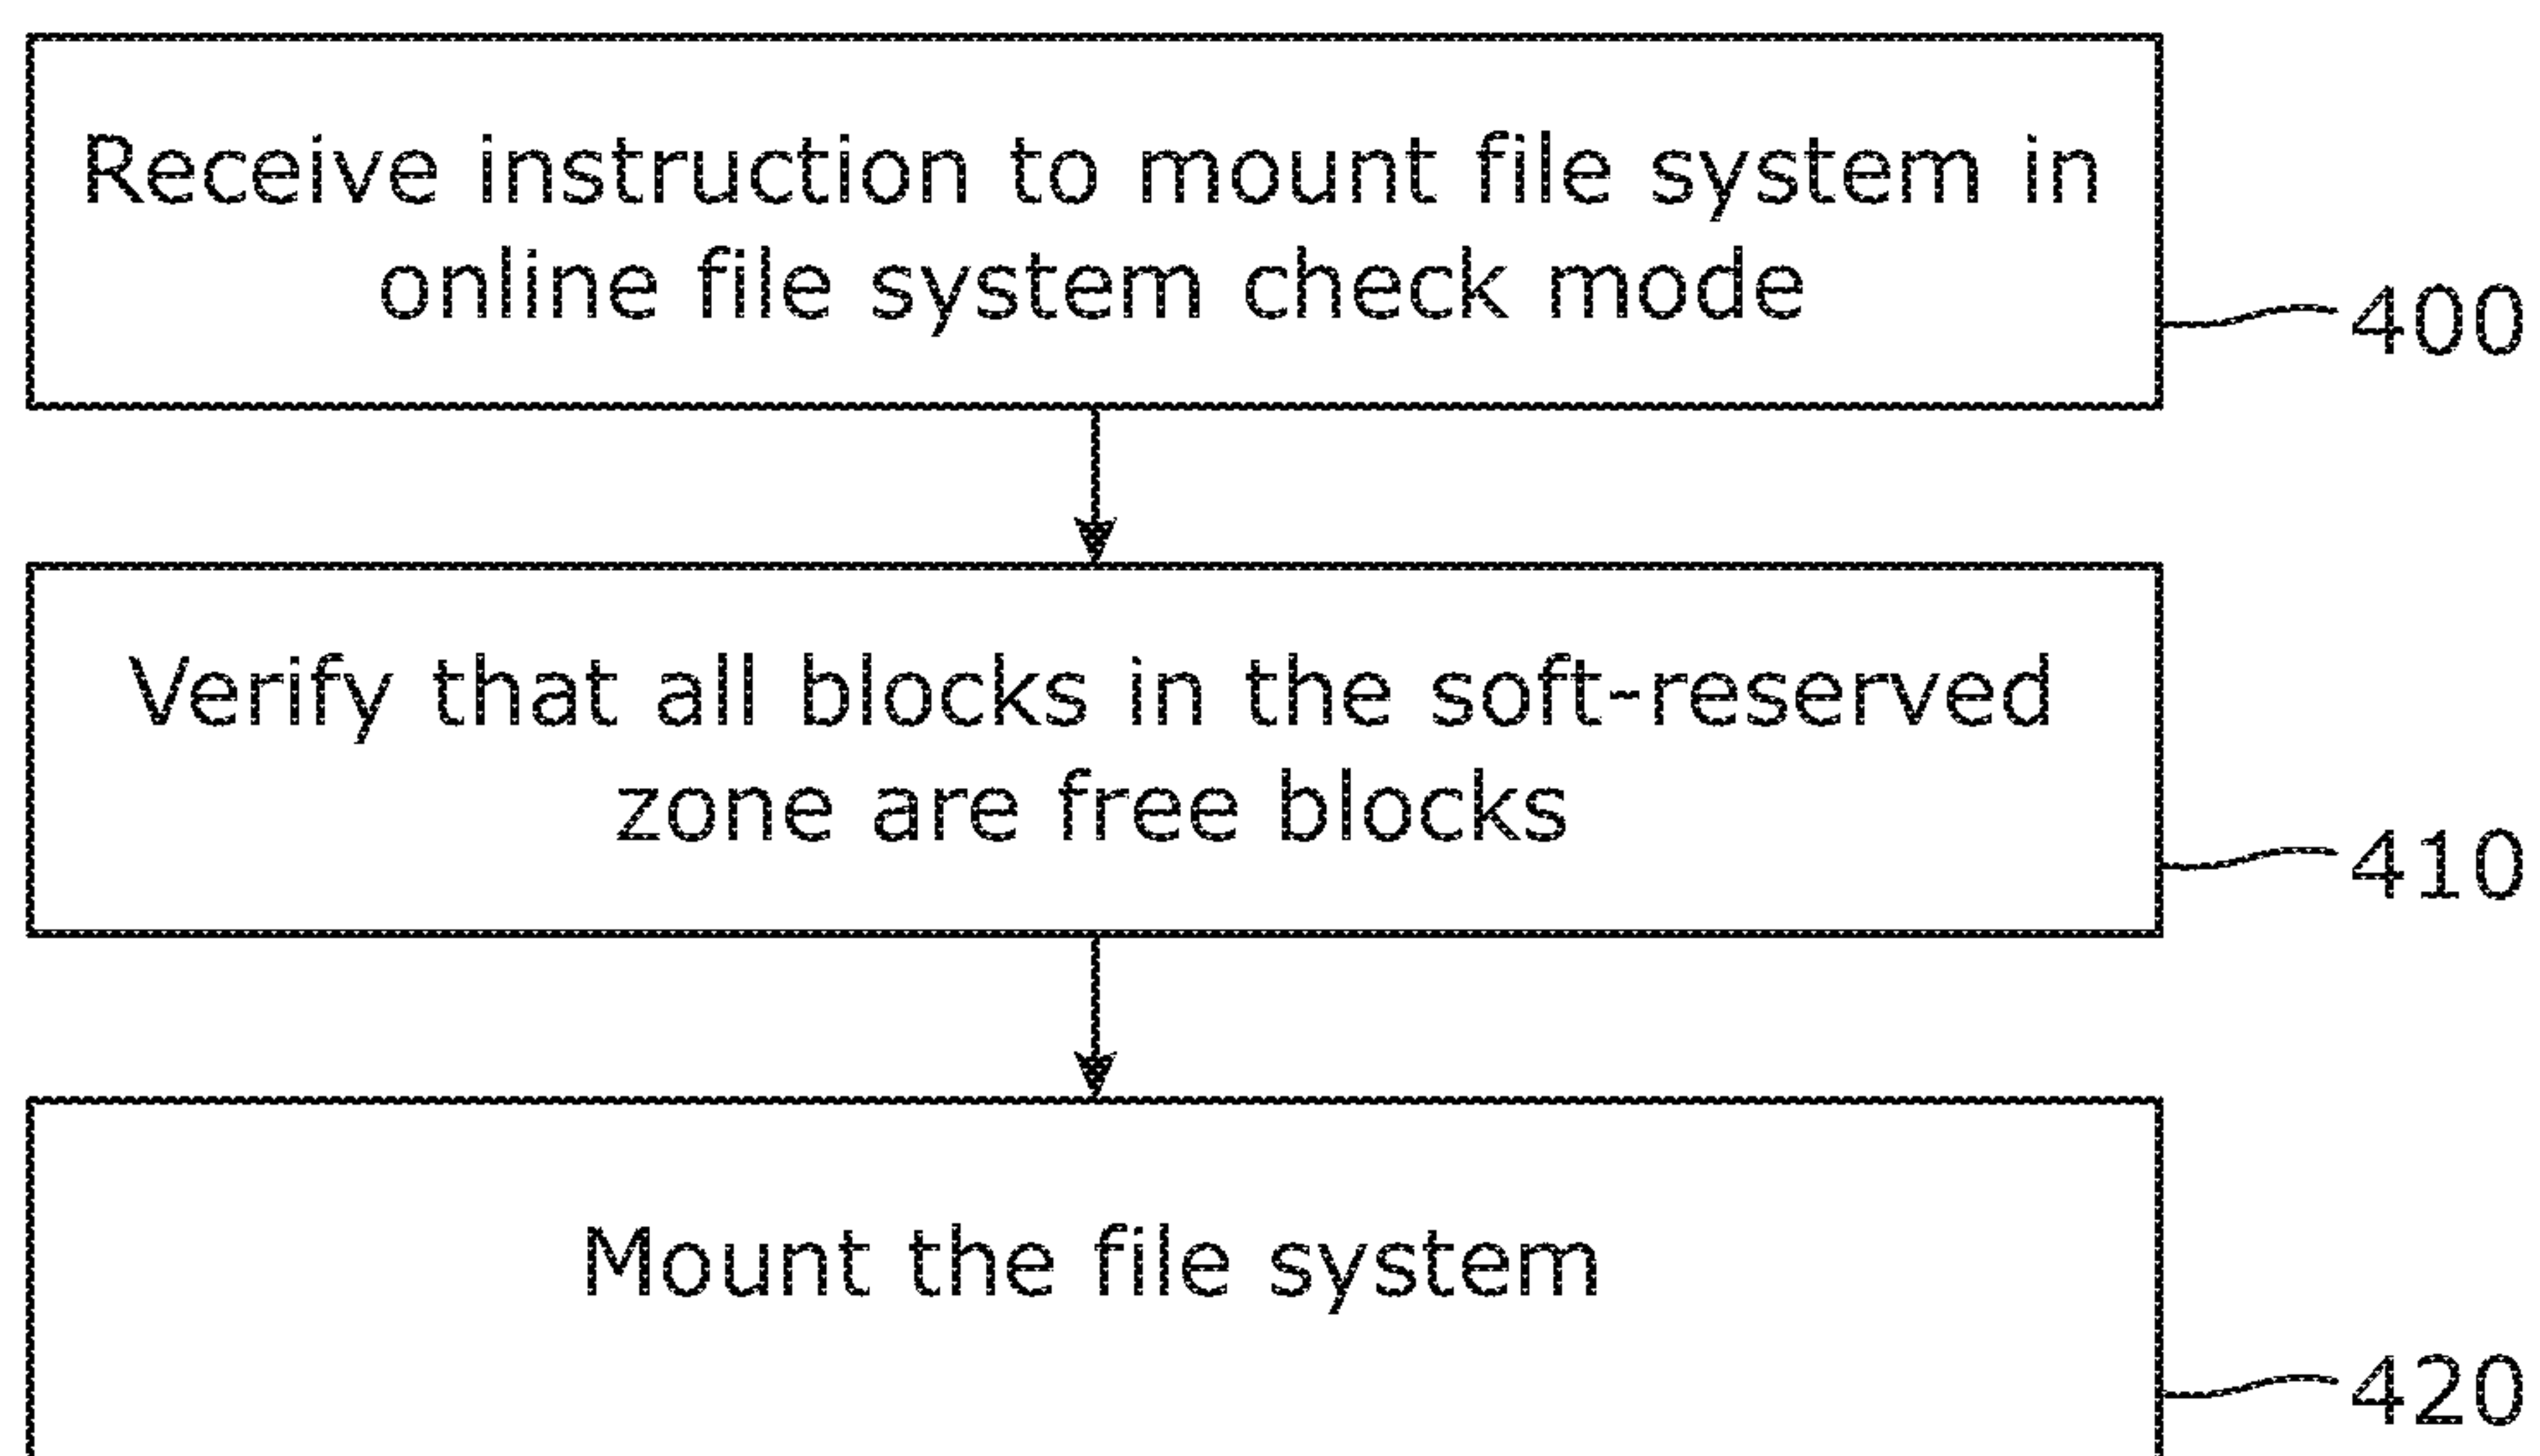 Receive instruction to mount file system in
online file system check mode
400
Verify that all blocks in the soft-reserved
zone are free blocks
410
Mount the file system
420